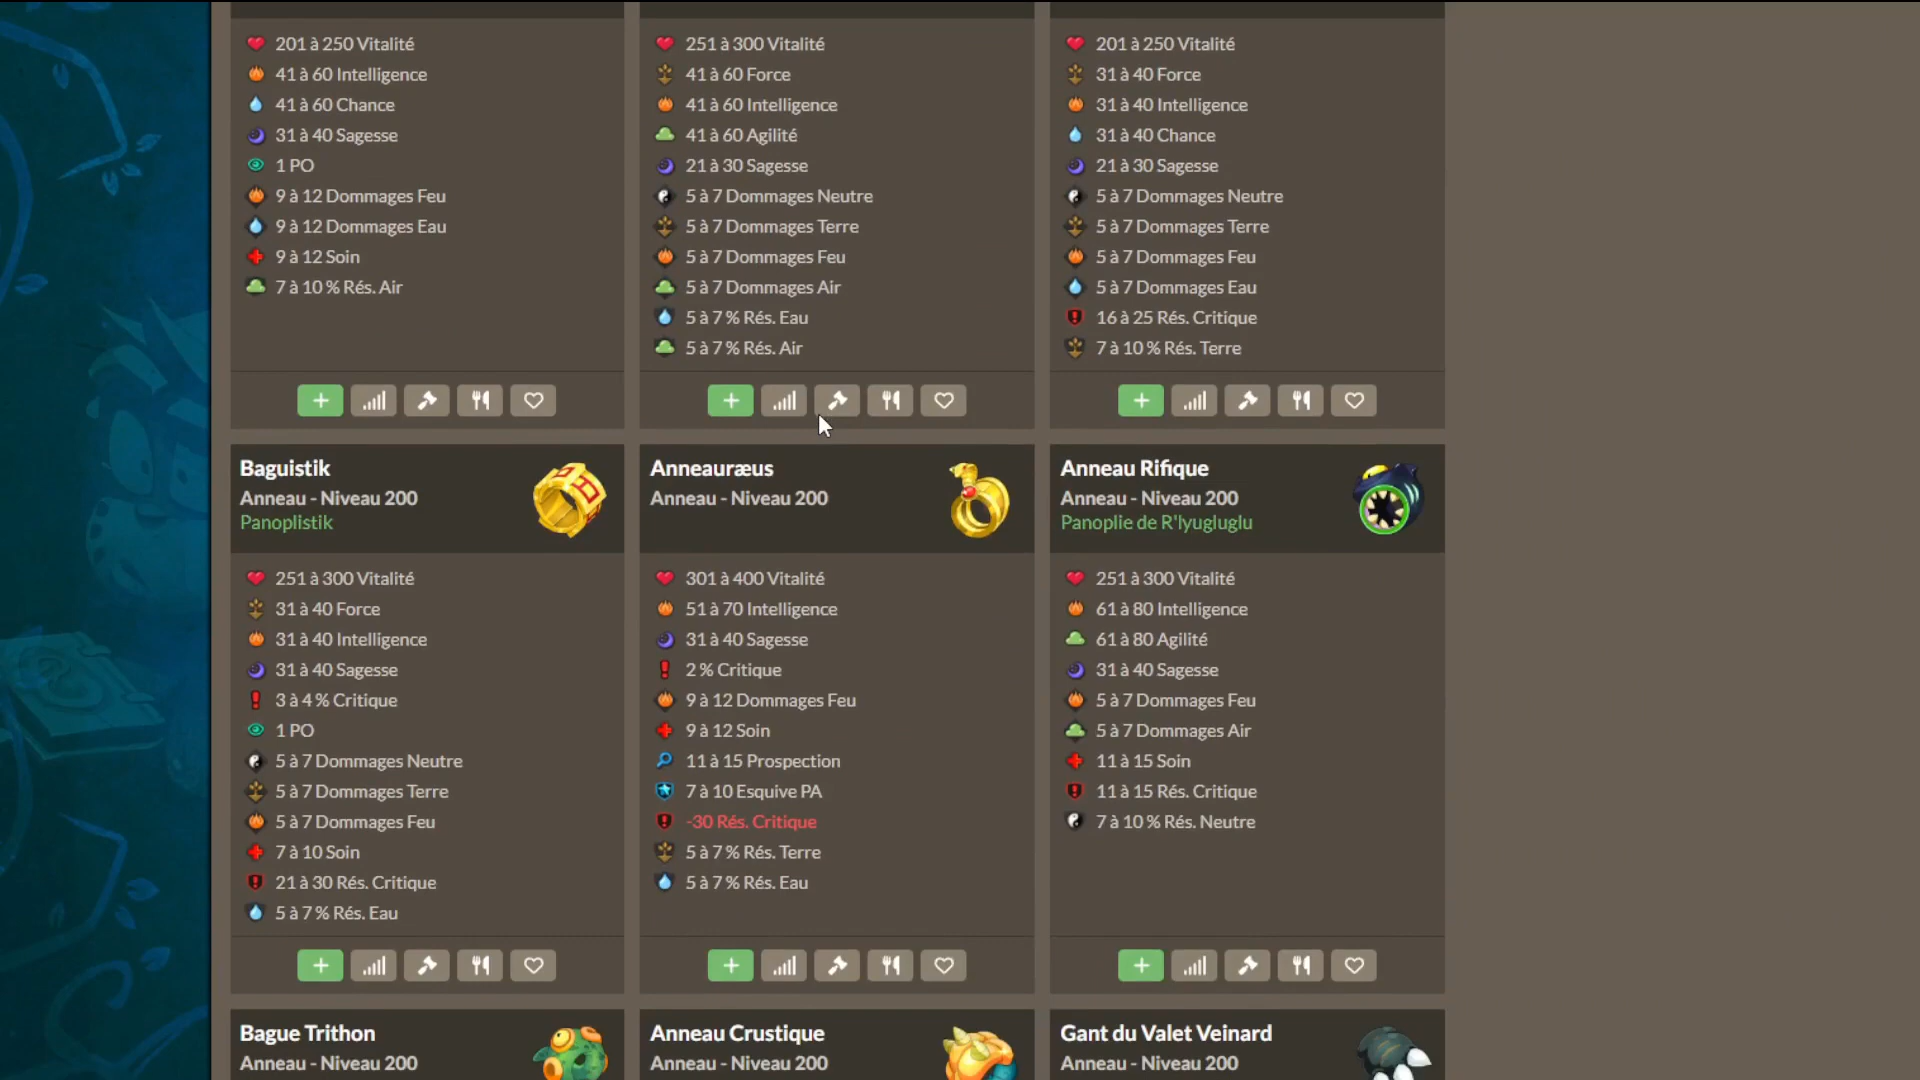 201 à 250 Vitalité
41 à 60 Intelligence
41 à 60 Chance
31 à 40 Sagesse
1 PO
9 à 12 Dommages Feu
9 à 12 Dommages Eau
9 à 12 Soin
7 à 10 % Rés. Air
251 à 300 Vitalité
41 à 60 Force
41 à 60 Intelligence
41 à 60 Agilité
21 à 30 Sagesse
5 à 7 Dommages Neutre
5 à 7 Dommages Terre
5 à 7 Dommages Feu
5 à 7 Dommages Air
5 à 7 % Rés. Eau
5 à 7 % Rés. Air
201 à 250 Vitalité
31 à 40 Force
31 à 40 Intelligence
31 à 40 Chance
21 à 30 Sagesse
5 à 7 Dommages Neutre
5 à 7 Dommages Terre
5 à 7 Dommages Feu
5 à 7 Dommages Eau
16 à 25 Rés. Critique
7 à 10 % Rés. Terre
Baguistik
Anneau - Niveau 200
Panoplistik
251 à 300 Vitalité
31 à 40 Force
31 à 40 Intelligence
31 à 40 Sagesse
3 à 4 % Critique
1 PO
5 à 7 Dommages Neutre
5 à 7 Dommages Terre
5 à 7 Dommages Feu
7 à 10 Soin
21 à 30 Rés. Critique
5 à 7 % Rés. Eau
Anneauræus
Anneau - Niveau 200
301 à 400 Vitalité
51 à 70 Intelligence
31 à 40 Sagesse
2 % Critique
9 à 12 Dommages Feu
9 à 12 Soin
11 à 15 Prospection
7 à 10 Esquive PA
-30 Rés. Critique
5 à 7 % Rés. Terre
5 à 7 % Rés. Eau
Anneau Rifique
Anneau - Niveau 200
Panoplie de R'lyugluglu
251 à 300 Vitalité
61 à 80 Intelligence
61 à 80 Agilité
31 à 40 Sagesse
5 à 7 Dommages Feu
5 à 7 Dommages Air
11 à 15 Soin
11 à 15 Rés. Critique
7 à 10 % Rés. Neutre
Bague Trithon
Anneau - Niveau 200
Anneau Crustique
Anneau - Niveau 200
Gant du Valet Veinard
Anneau - Niveau 200